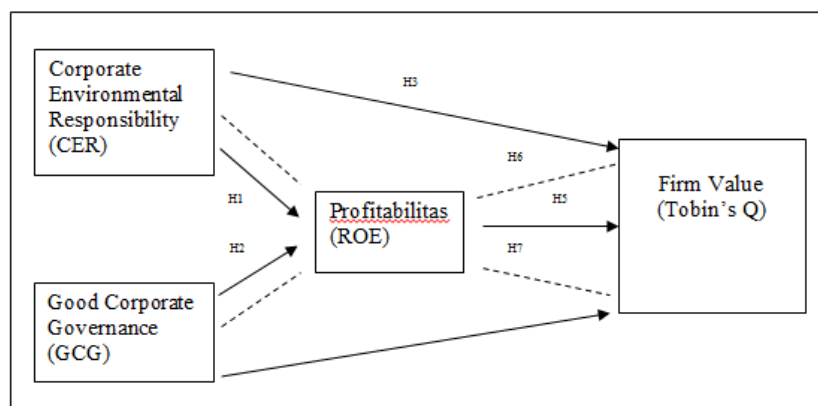 Corporate
Environmental
Responsibility
(CER)
H3
H6
Firm Value
(Tobin's Q)
H1
Profitabilitas
(ROE)
H5
H2
H7
Good Corporate
Governance
(GCG)